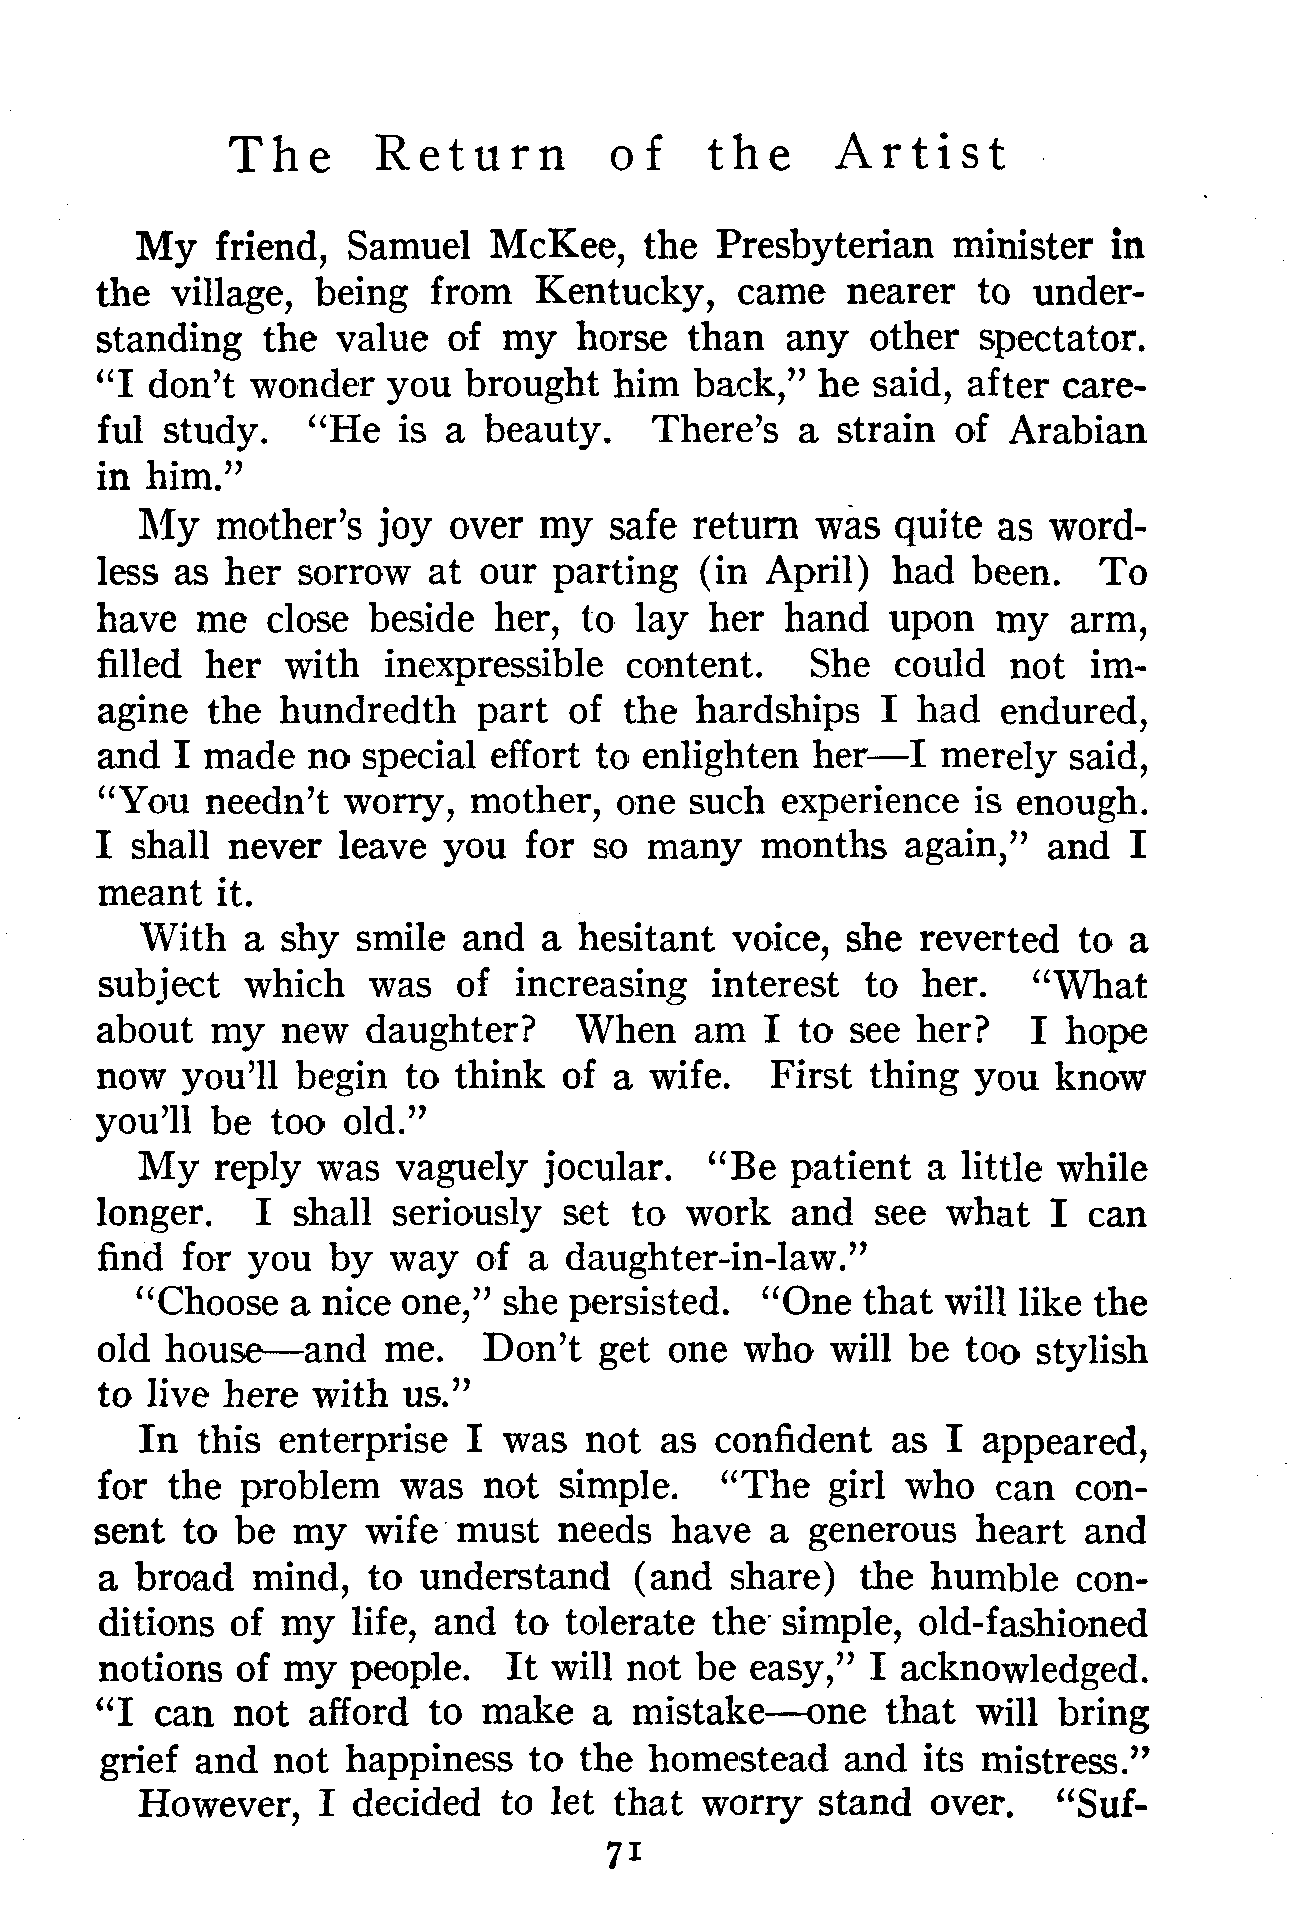 The Return of the Artist
My friend, Samuel McKee, the Presbyterian minister in
the village, being from Kentucky, came nearer to under-
standing the value of my horse than any other spectator.
“I don’t wonder you brought him back,” he said, after care-
ful study. “He is a beauty. There’s a strain of Arabian
in him.”
My mother’s joy over my safe return was quite as word-
less as her sorrow at our parting (in April) had been. To
have me close beside her, to lay her hand upon my arm,
filled her with inexpressible content. She could not im-
agine the hundredth part of the hardships I had endured,
and I made no special effort to enlighten her—I merely said,
“You needn’t worry, mother, one such experience is enough.
I shall never leave you for so many months again,” and I
meant it.
With a shy smile and a hesitant voice, she reverted to a
subject which was of increasing interest to her. “What
about my new daughter? When am I to see her? I hope
now you’ll begin to think of a wife. First thing you know
you’ll be too old.”
My reply was vaguely jocular. “Be patient a little while
longer. I shall seriously set to work and see what I can
find for you by way of a daughter-in-law.”
“Choose a nice one,” she persisted. “One that will like the
old house—and me. Don’t get one who will be too stylish
to live here with us.”
In this enterprise I was not as confident as I appeared,
for the problem was not simple. “The girl who can con-
sent to be my wife must needs have a generous heart and
a broad mind, to understand (and share) the humble con-
ditions of my life, and to tolerate the simple, old-fashioned
notions of my people. It will not be easy,” I acknowledged.
“I can not afford to make a mistake—one that will bring
grief and not happiness to the homestead and its mistress.”
However, I decided to let that worry stand over. “Suf-
71